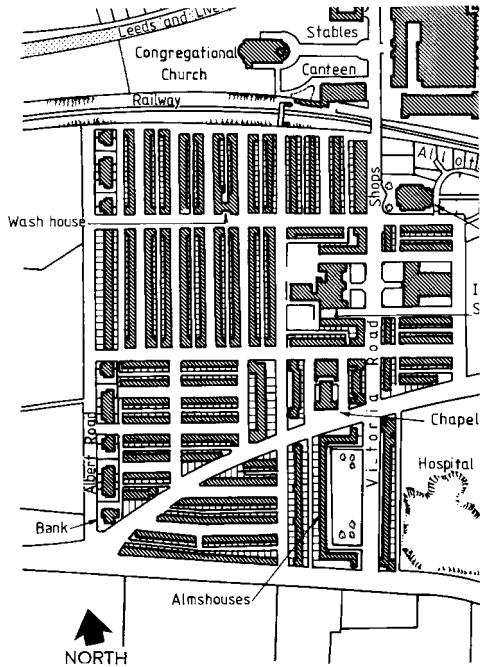 Leeds and Live
Stables
Congregational
Church
Canteen
Railway
Allot
Shops
Wash house
I
S
Victoria Road
Albert Road
Chapel
Hospital
Bank
Almshouses
NORTH